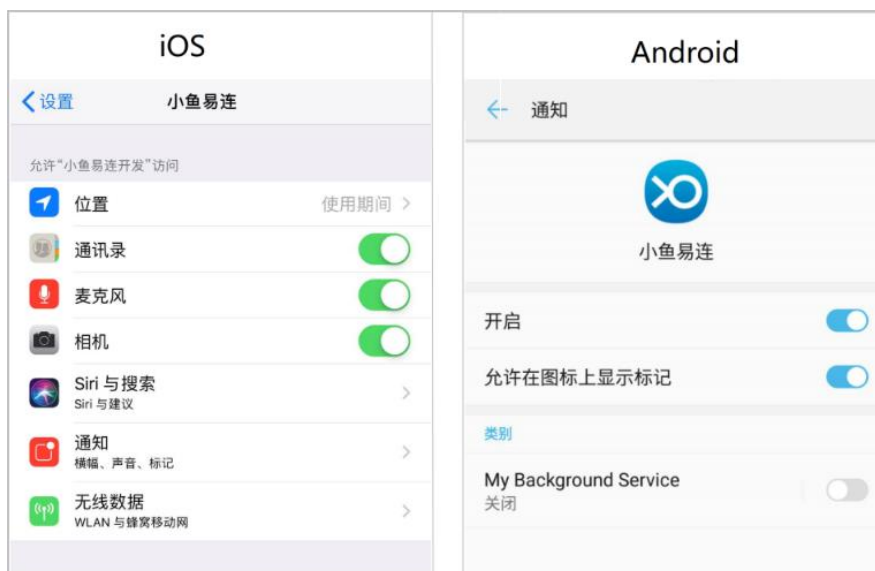 iOS
设置
小鱼易连
允许“小鱼易连开发”访问
位置
使用期间
通讯录
麦克风
相机
Siri 与搜索
Siri 与建议
通知
横幅、声音、标记
无线数据
WLAN 与蜂窝移动网
Android
通知
小鱼易连
开启
允许在图标上显示标记
类别
My Background Service
关闭